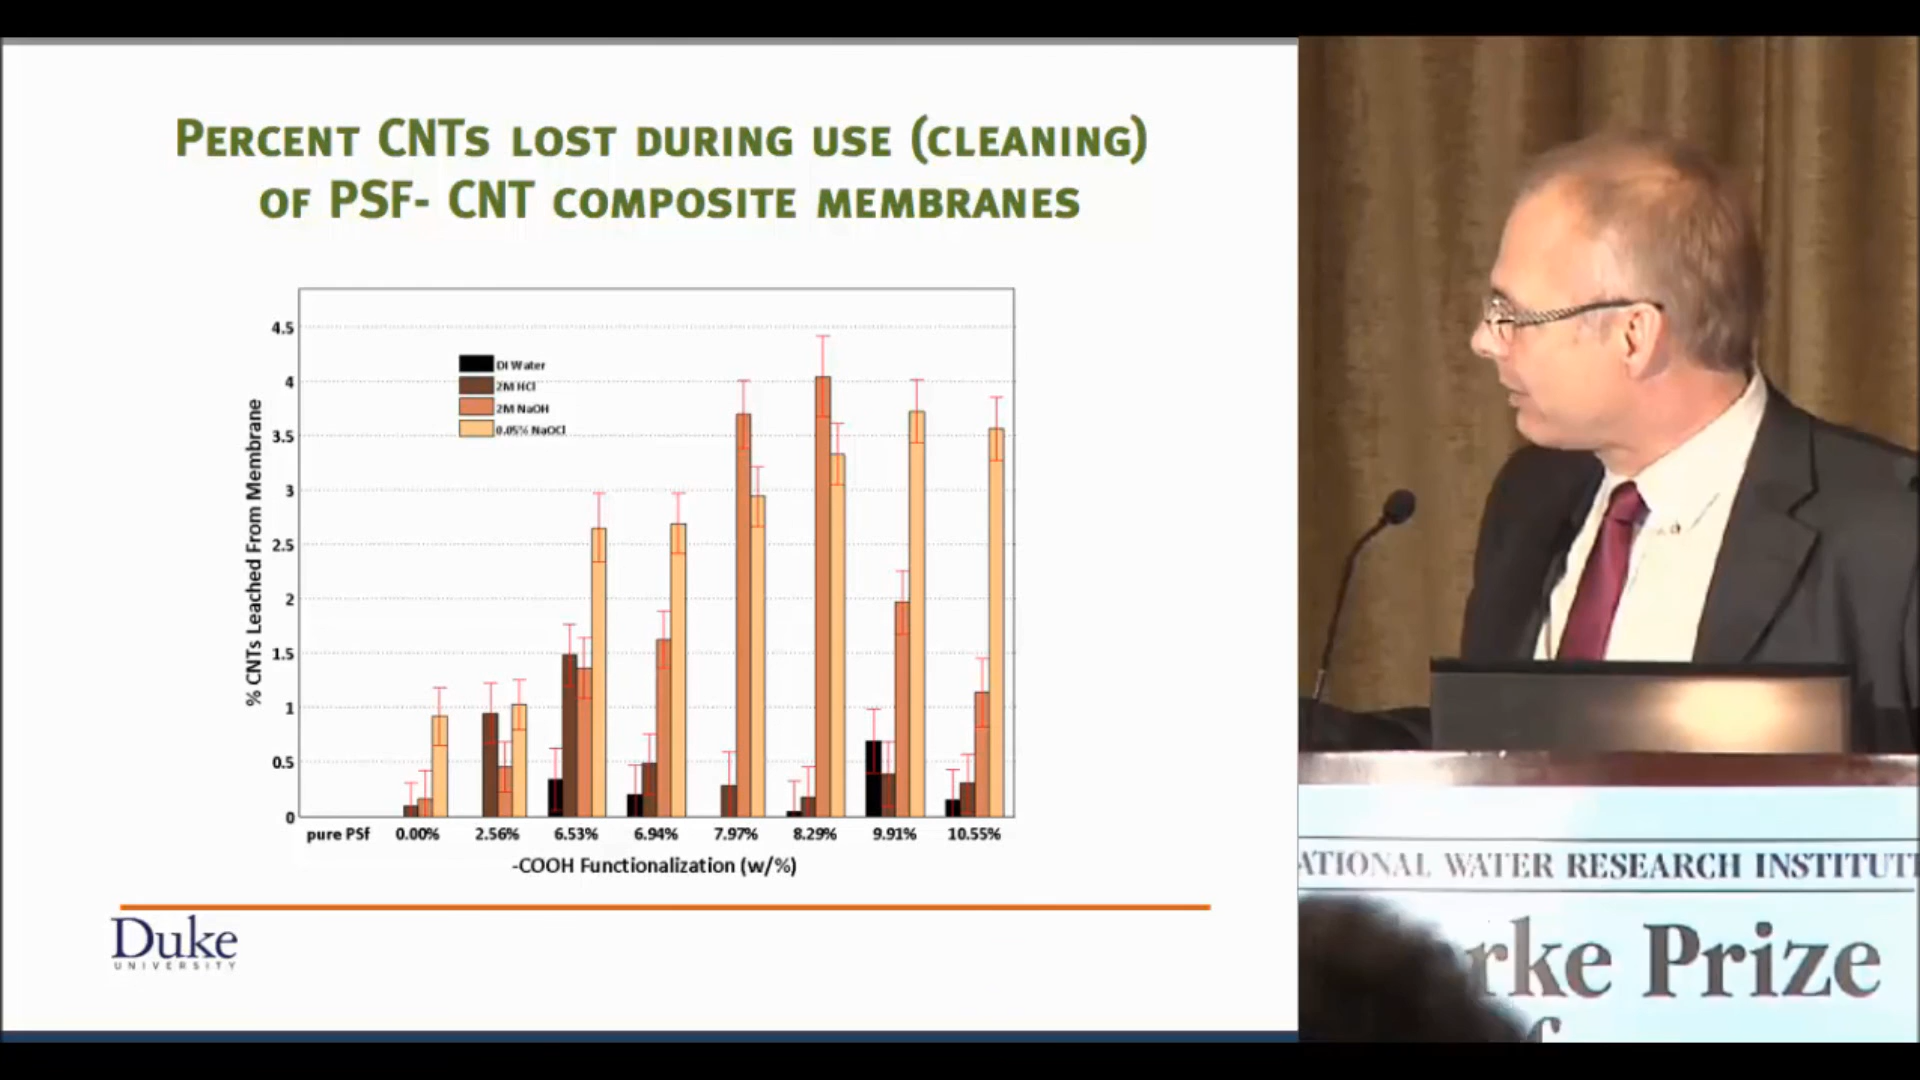 PERCENT CNTS LOST DURING USE (CLEANING)
OF PSF- CNT COMPOSITE MEMBRANES
4.5
4
3.5
3
2.5
2
1.5
1
0.5
0
% CNTs Leached From Membrane
DI Water
2M HCl
2M NaOH
0.05% NaOCl
pure PSf 0.00% 2.56% 6.53% 6.94% 7.97% 8.29% 9.91% 10.55%
-COOH Functionalization (w/%)
Duke
UNIVERSITY
ATIONAL WATER RESEARCH INSTITUT
rke Prize